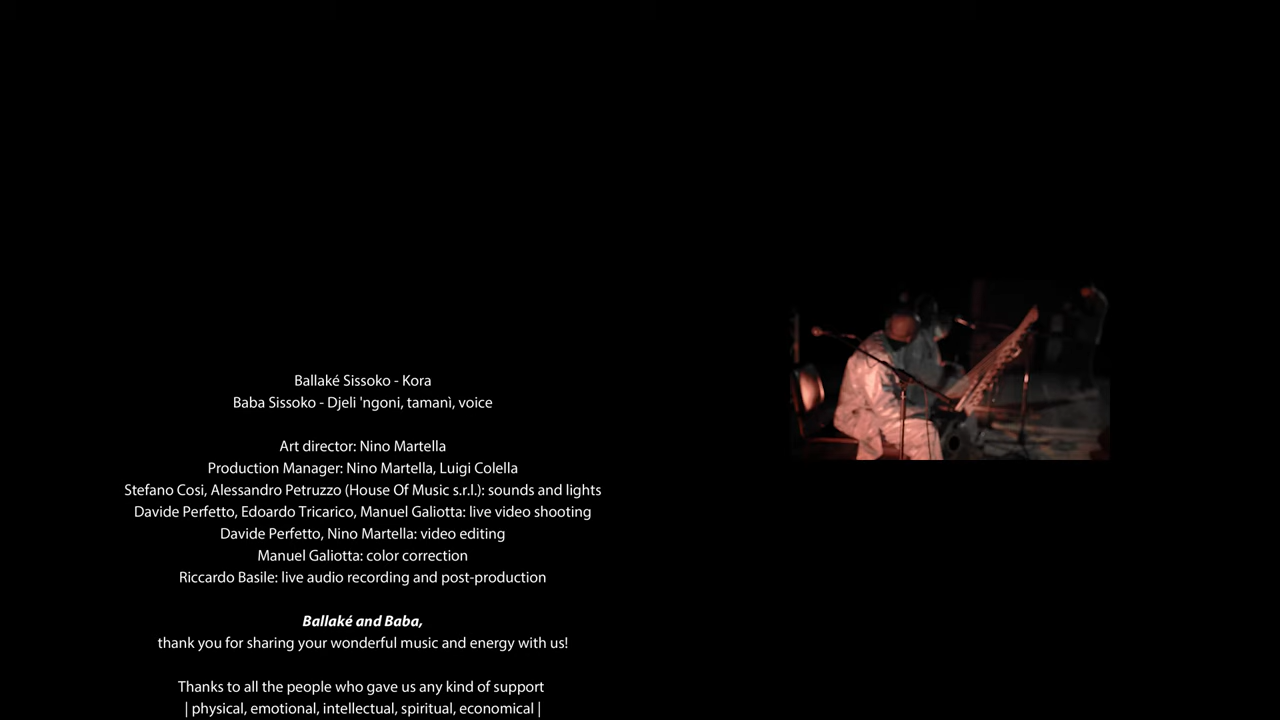 Ballaké Sissoko - Kora
Baba Sissoko - Djeli 'ngoni, tamanì, voice
Art director: Nino Martella
Production Manager: Nino Martella, Luigi Colella
Stefano Cosi, Alessandro Petruzzo (House Of Music s.r.l.): sounds and lights
Davide Perfetto, Edoardo Tricarico, Manuel Galiotta: live video shooting
Davide Perfetto, Nino Martella: video editing
Manuel Galiotta: color correction
Riccardo Basile: live audio recording and post-production
Ballaké and Baba,
thank you for sharing your wonderful music and energy with us!
Thanks to all the people who gave us any kind of support
| physical, emotional, intellectual, spiritual, economical |